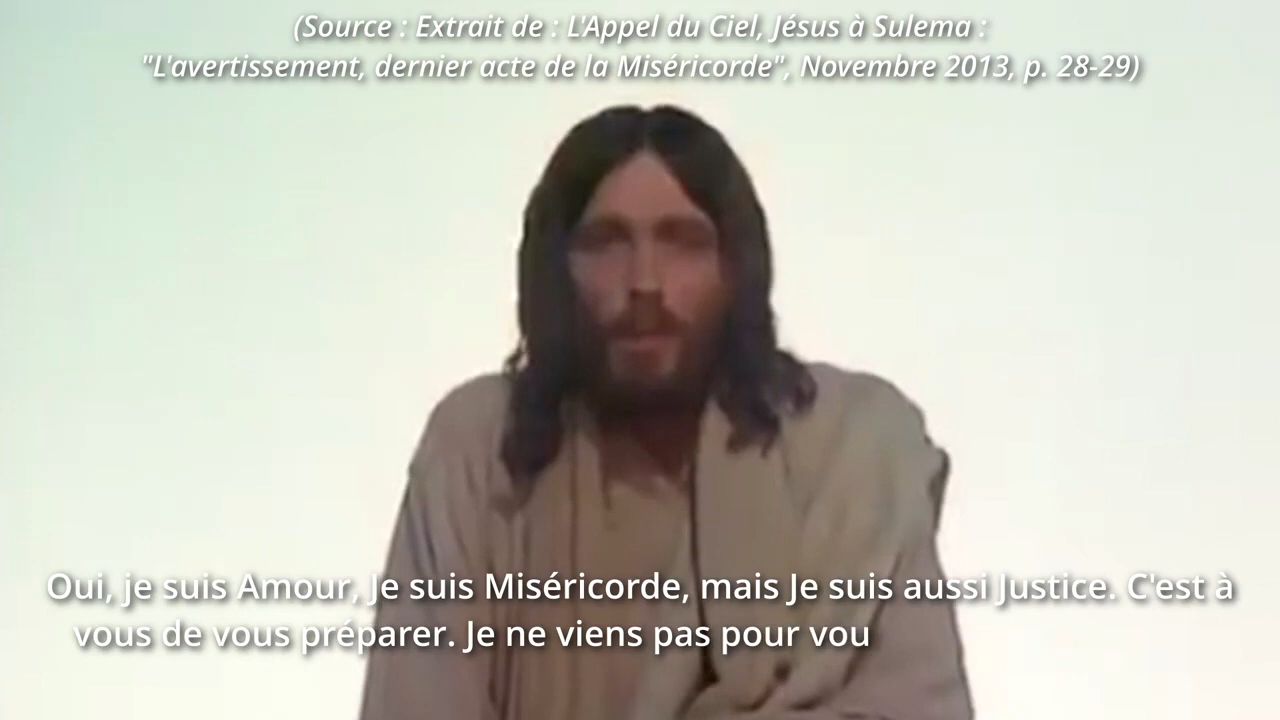 (Source : Extrait de : L'Appel du Ciel, Jésus à Sulema :
"L'avertissement, dernier acte de la Miséricorde", Novembre 2013, p. 28-29)
Oui, je suis Amour, Je suis Miséricorde, mais Je suis aussi Justice. C'est à
vous de vous préparer. Je ne viens pas pour vou